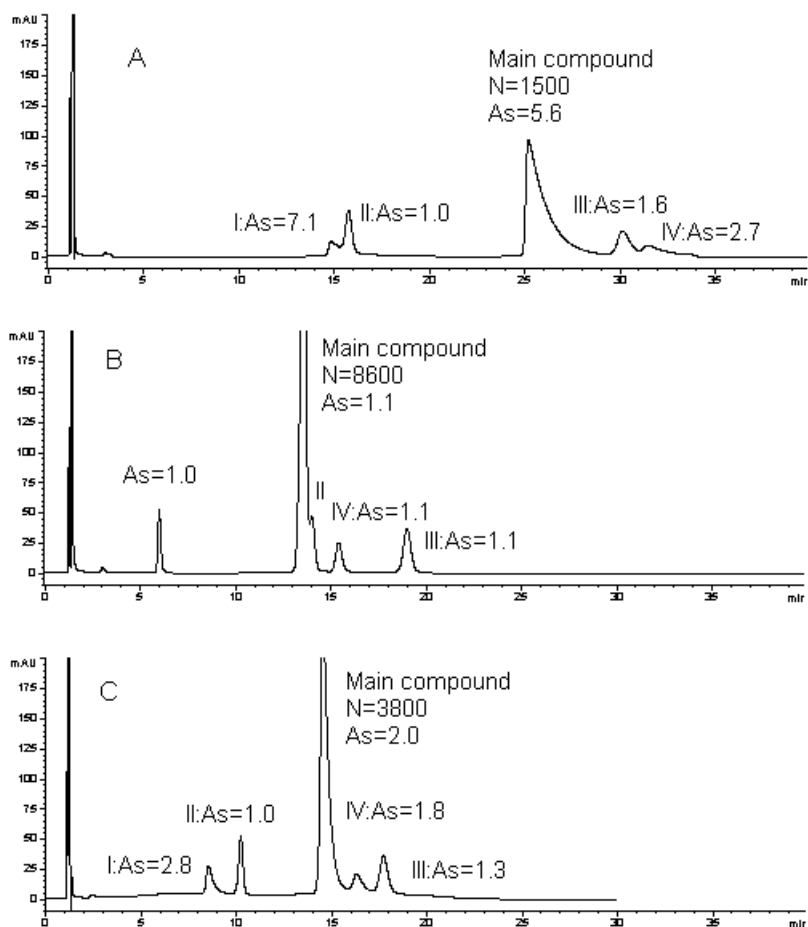 mAU
175
150
125
100
75
50
25
0
A
Main compound
N=1500
As=5.6
I:As=7.1
II:As=1.0
III:As=1.6
IV:As=2.7
0 5 10 15 20 25 30 35
mAU
175
150
125
100
75
50
25
0
B
Main compound
N=8600
As=1.1
As=1.0
II
IV:As=1.1
III:As=1.1
0 5 10 15 20 25 30 35
mAU
175
150
125
100
75
50
25
0
C
Main compound
N=3800
As=2.0
II:As=1.0
IV:As=1.8
I:As=2.8
III:As=1.3
0 5 10 15 20 25 30 35